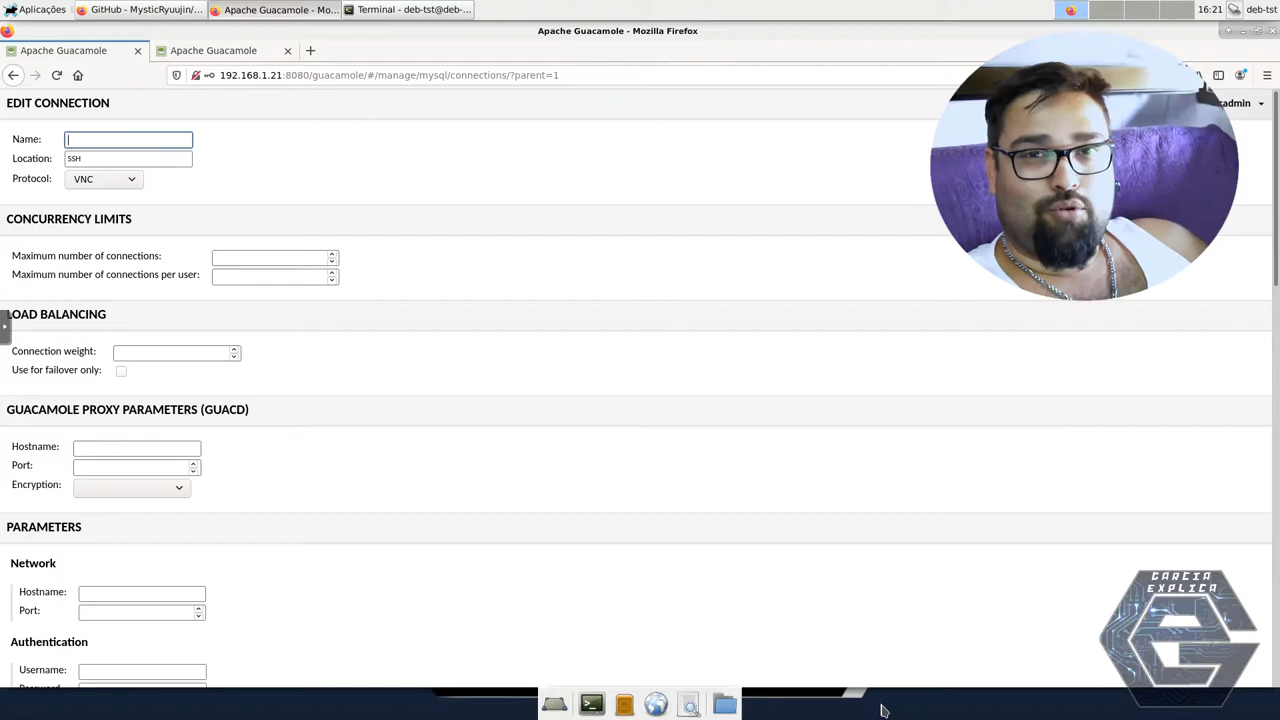 Aplicações
GitHub - MysticRyuujin/...
Apache Guacamole - Mo...
Terminal - deb-tst@deb-...
16:21
deb-tst
Apache Guacamole - Mozilla Firefox
Apache Guacamole
Apache Guacamole
192.168.1.21:8080/guacamole/#/manage/mysql/connections/?parent=1
EDIT CONNECTION
cadmin
Name:
Location: SSH
Protocol: VNC
CONCURRENCY LIMITS
Maximum number of connections:
Maximum number of connections per user:
LOAD BALANCING
Connection weight:
Use for failover only:
GUACAMOLE PROXY PARAMETERS (GUACD)
Hostname:
Port:
Encryption:
PARAMETERS
Network
Hostname:
Port:
Authentication
Username:
GARCIA
EXPLICA